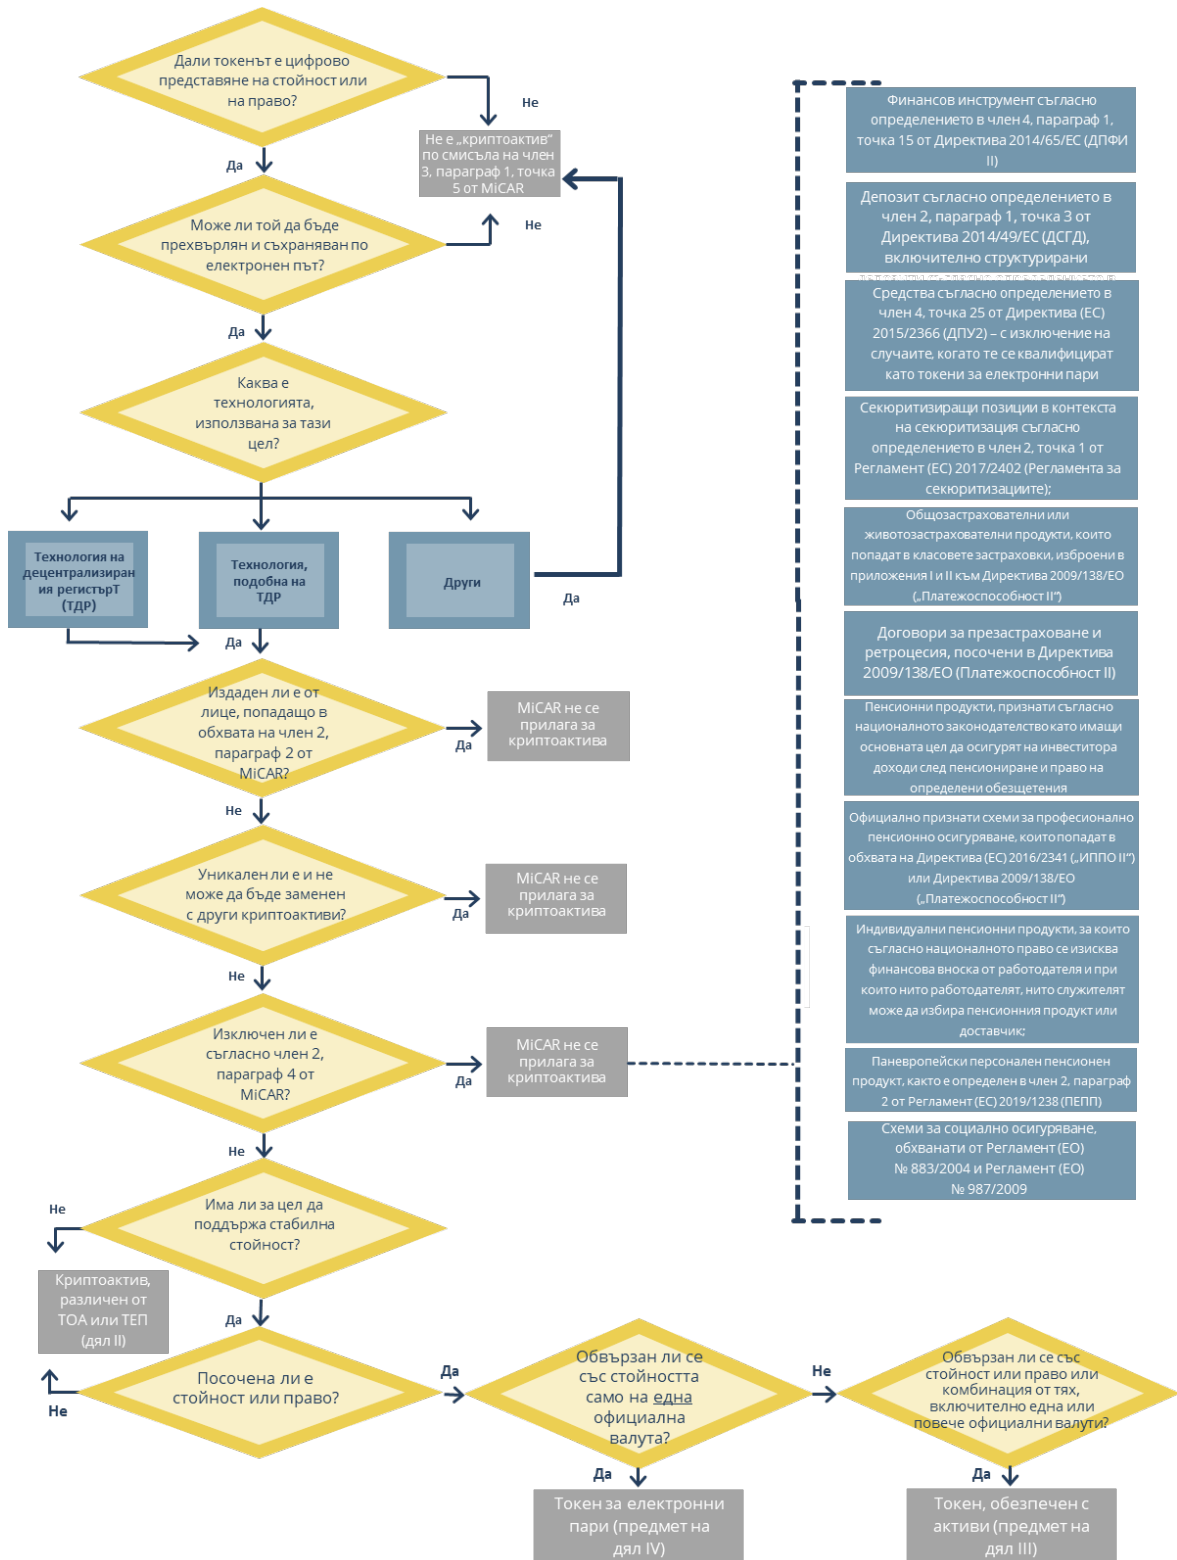 Дали токенът е цифрово
представяне на стойност или
на право?
Не
Не е „криптоактив“
по смисъла на член
3, параграф 1, точка
5 от MiCAR
Да
Може ли той да бъде
прехвърлян и съхраняван по
електронен път?
Не
Да
Каква е
технологията,
използвана за тази
цел?
Технология на
децентрализиран
ия регистърТ
(ТДР)
Технология,
подобна на
ТДР
Други
Да
Да
Издаден ли е от
лице, попадащо в
обхвата на член 2,
параграф 2 от
MiCAR?
Да
MiCAR не се
прилага за
криптоактива
Не
Уникален ли е и не
може да бъде заменен
с други криптоактиви?
Да
MiCAR не се
прилага за
криптоактива
Не
Изключен ли е
съгласно член 2,
параграф 4 от
MiCAR?
Да
MiCAR не се
прилага за
криптоактива
Не
Има ли за цел да
поддържа стабилна
стойност?
Не
Криптоактив,
различен от
ТОА или ТЕП
(дял II)
Да
Посочена ли е
стойност или право?
Не
Да
Обвързан ли се
със стойността
само на една
официална
валута?
Да
Токен за електронни
пари (предмет на
дял IV)
Не
Обвързан ли се със
стойност или право или
комбинация от тях,
включително една или
повече официални валути?
Да
Токен, обезпечен с
активи (предмет на
дял III)
Финансов инструмент съгласно
определението в член 4, параграф 1,
точка 15 от Директива 2014/65/ЕС (ДПФИ
II)
Депозит съгласно определението в
член 2, параграф 1, точка 3 от
Директива 2014/49/ЕС (ДСГД),
включително структурирани
Средства съгласно определението в
член 4, точка 25 от Директива (ЕС)
2015/2366 (ДПУ2) – с изключение на
случаите, когато те се квалифицират
като токени за електронни пари
Секюритизиращи позиции в контекста
на секюритизация съгласно
определението в член 2, точка 1 от
Регламент (ЕС) 2017/2402 (Регламента за
секюритизациите);
Общозастрахователни или
животозастрахователни продукти, които
попадат в класовете застраховки, изброени в
приложения I и II към Директива 2009/138/ЕО
(„Платежоспособност II“)
Договори за презастраховане и
ретроцесия, посочени в Директива
2009/138/ЕО (Платежоспособност II)
Пенсионни продукти, признати съгласно
националното законодателство като имащи
основната цел да осигурят на инвеститора
доходи след пенсиониране и право на
определени обезщетения
Официално признати схеми за професионално
пенсионно осигуряване, които попадат в
обхвата на Директива (ЕС) 2016/2341 („ИППО II“)
или Директива 2009/138/ЕО
(„Платежоспособност II“)
Индивидуални пенсионни продукти, за които
съгласно националното право се изисква
финансова вноска от работодателя и при
които нито работодателят, нито служителят
може да избира пенсионния продукт или
доставчик;
Паневропейски персонален пенсионен
продукт, както е определен в член 2, параграф
2 от Регламент (ЕС) 2019/1238 (ПЕПП)
Схеми за социално осигуряване,
обхванати от Регламент (ЕО)
№ 883/2004 и Регламент (ЕО)
№ 987/2009